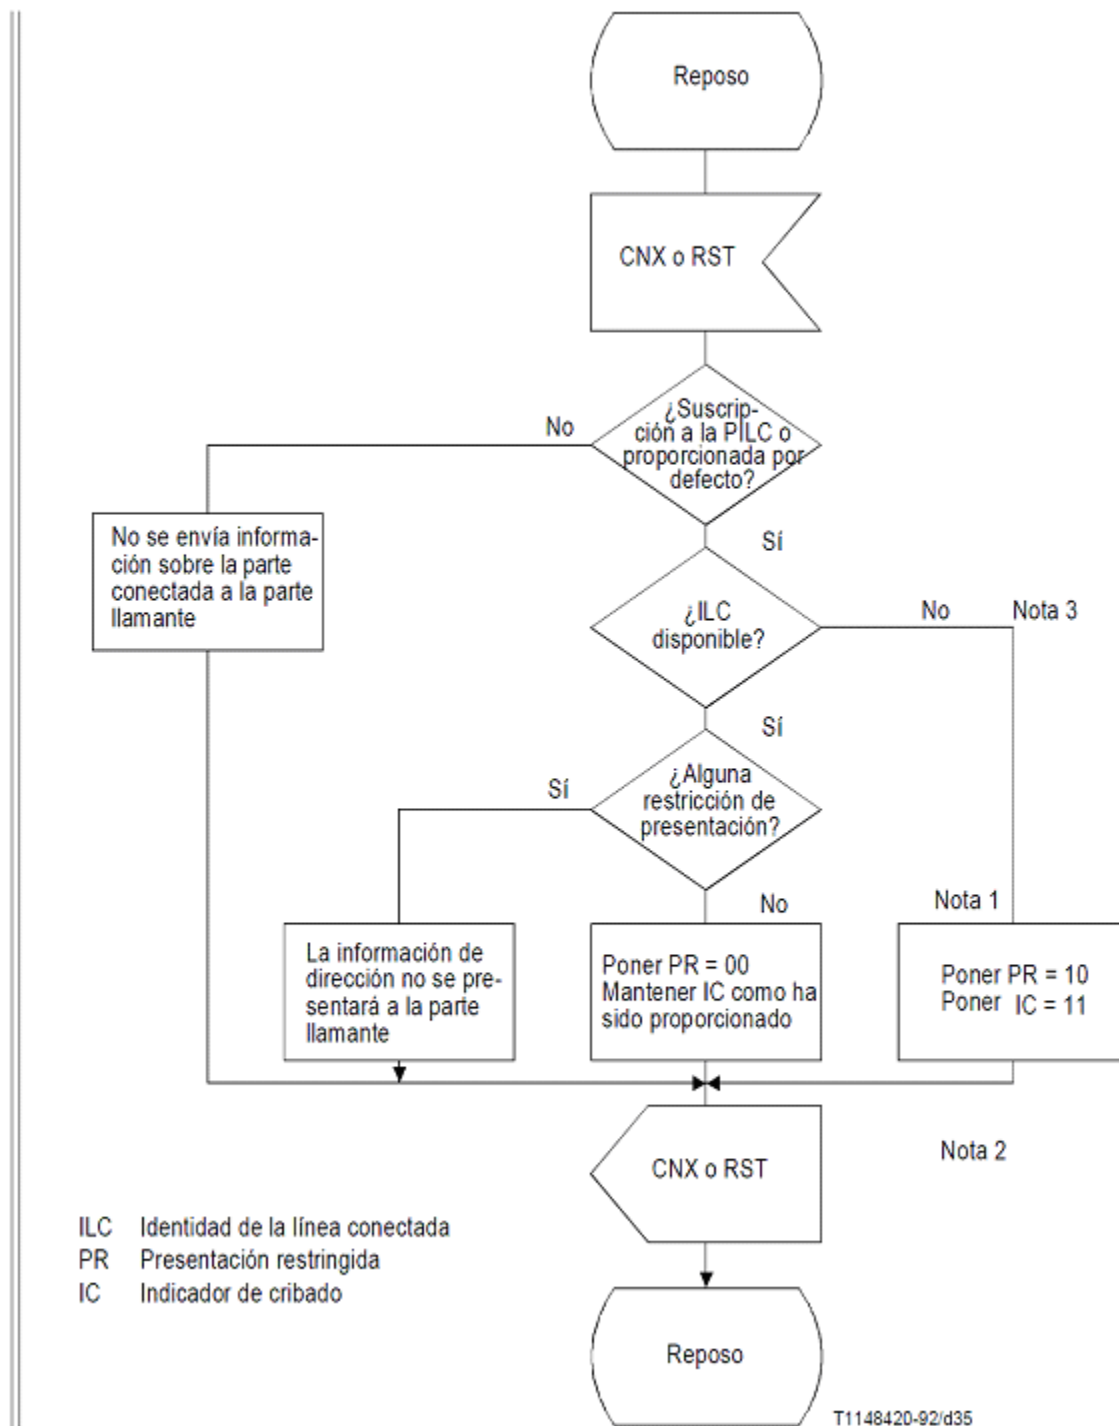 Reposo
CNX o RST
¿Suscrip-
ción a la PILC o
proporcionada por
defecto?
No
Sí
No se envía informa-
ción sobre la parte
conectada a la parte
llamante
¿ILC
disponible?
No
Nota 3
Sí
¿Alguna
restricción de
presentación?
Sí
No
Nota 1
La información de
dirección no se pre-
sentará a la parte
llamante
Poner PR = 00
Mantener IC como ha
sido proporcionado
Poner PR = 10
Poner IC = 11
CNX o RST
Nota 2
ILC Identidad de la línea conectada
PR Presentación restringida
IC Indicador de cribado
Reposo
T1148420-92/d35